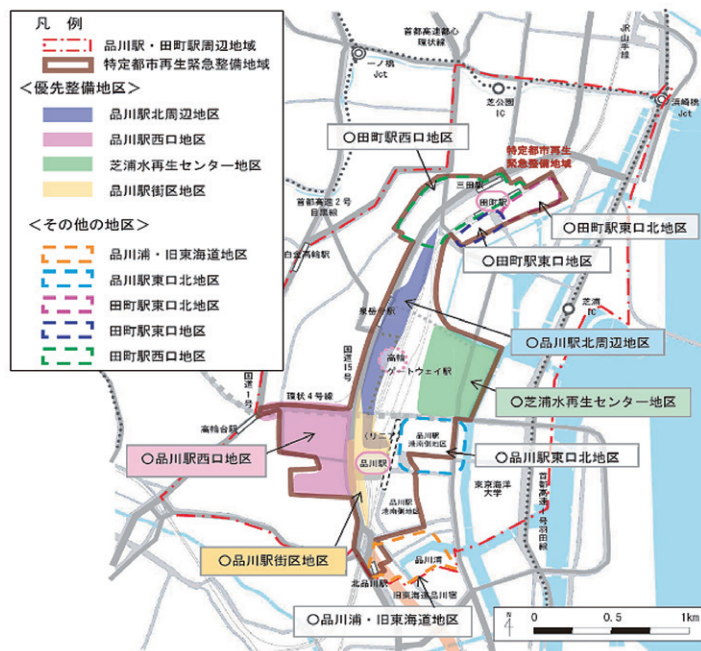 凡 例
品川駅・田町駅周辺地域
特定都市再生緊急整備地域
＜優先整備地区＞
品川駅北周辺地区
品川駅西口地区
芝浦水再生センター地区
品川駅街区地区
＜その他の地区＞
品川浦・旧東海道地区
品川駅東口北地区
田町駅東口北地区
田町駅東口地区
田町駅西口地区
首都高速都心
環状線
一ノ橋
Jct
芝公園
IC
JR山手線
浜崎橋
Jct
〇田町駅西口地区
特定都市再生
緊急整備地域
三田駅
田町駅
〇田町駅東口北地区
〇田町駅東口地区
首都高速2号
目黒線
白金高輪駅
泉岳寺駅
芝浦
IC
〇品川駅北周辺地区
国道15号
高輪
ゲートウェイ駅
〇芝浦水再生センター地区
国道1号
環状4号線
高輪台駅
品川駅
港南側地区
〇品川駅西口地区
品川駅
〇品川駅東口北地区
東京海洋
大学
首都高速1号羽田線
品川駅
港南側地区
〇品川駅街区地区
品川浦
北品川駅
旧東海道品川宿
〇品川浦・旧東海道地区
N
4
0 0.5 1km